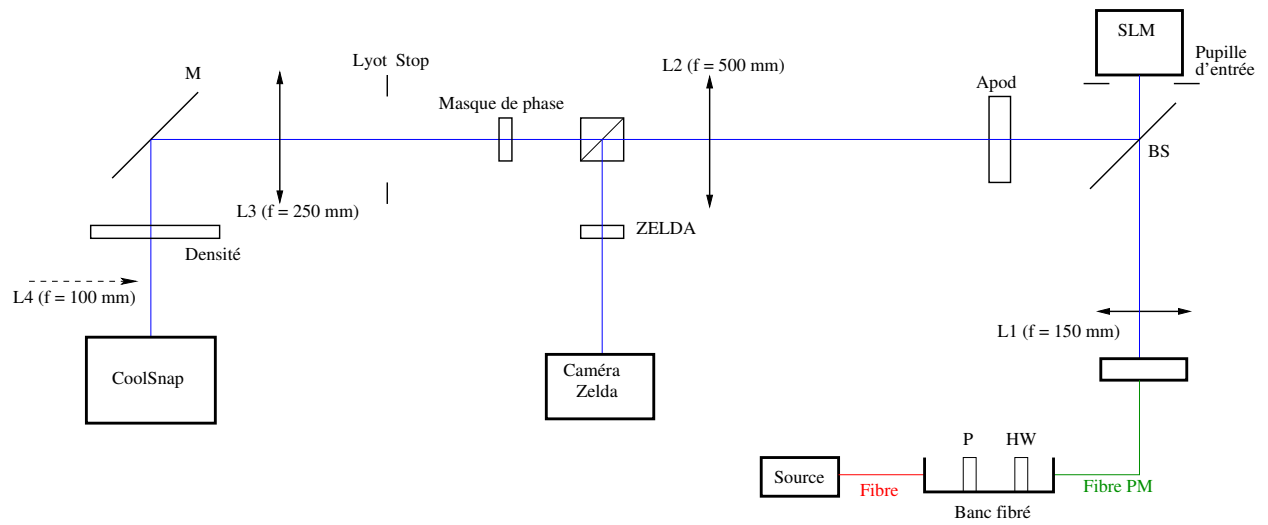 SLM
Pupille
d'entrée
M
Lyot Stop
L2 (f = 500 mm)
Apod
Masque de phase
BS
L3 (f = 250 mm)
ZELDA
Densité
L4 (f = 100 mm)
L1 (f = 150 mm)
CoolSnap
Caméra
Zelda
P
HW
Source
Fibre
Fibre PM
Banc fibré